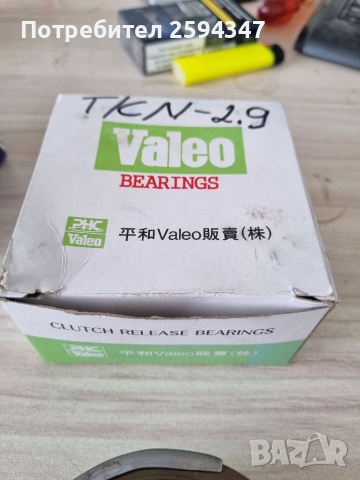 Потребител 2594347
TKN-2.9
Valeo
BEARINGS
PHC
Valeo
平和Valeo販賣(株)
CLUTCH RELEASE BEARINGS
PHC
Valeo
平和Valeo販賣(株)
BAZAR